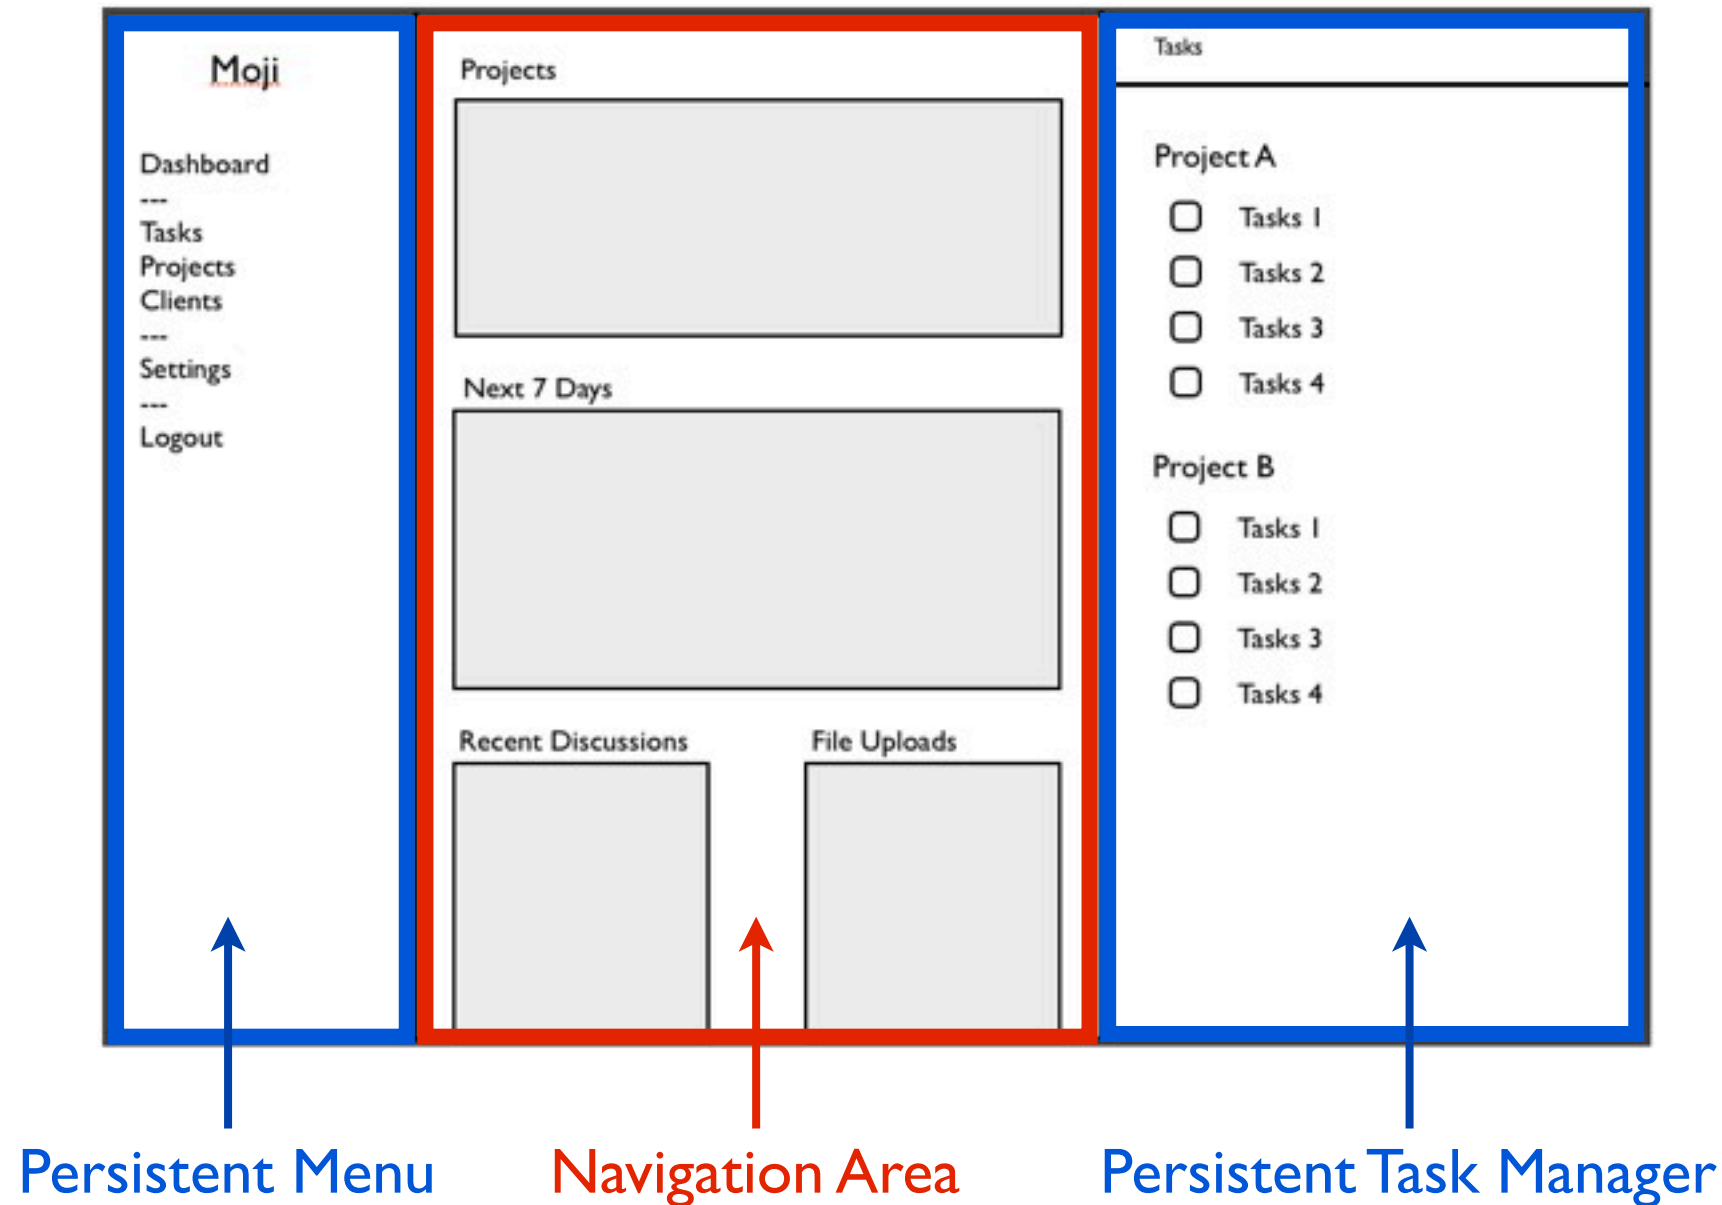 Moji
Dashboard
---
Tasks
Projects
Clients
---
Settings
---
Logout
Projects
Next 7 Days
Recent Discussions
File Uploads
Tasks
Project A
Tasks 1
Tasks 2
Tasks 3
Tasks 4
Project B
Tasks 1
Tasks 2
Tasks 3
Tasks 4
Persistent Menu
Navigation Area
Persistent Task Manager